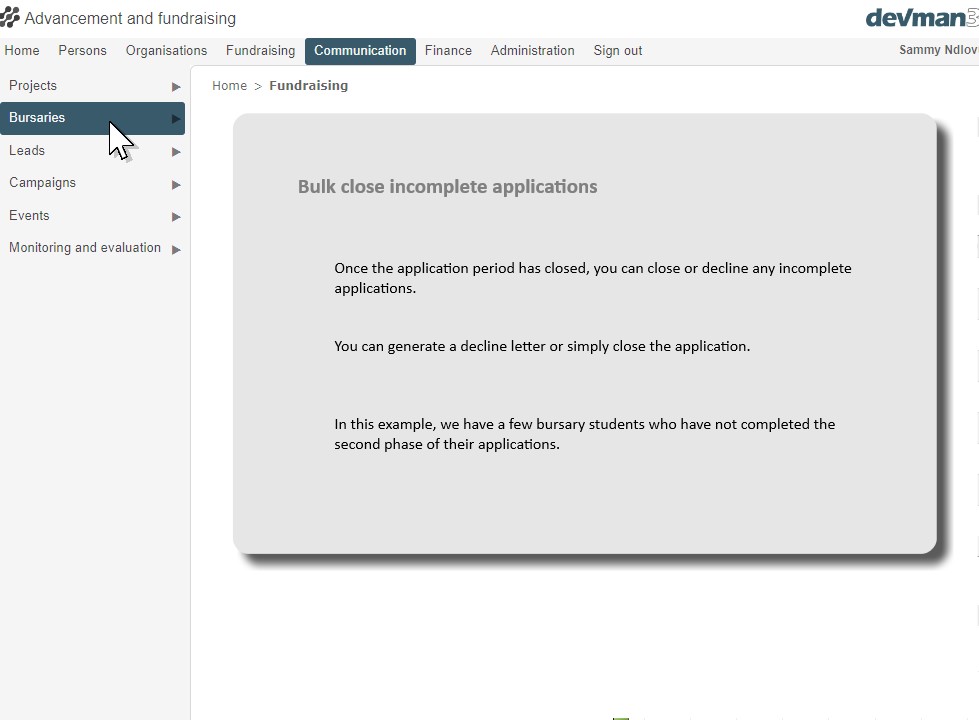 Advancement and fundraising
devman3
Home Persons Organisations Fundraising Communication Finance Administration Sign out
Sammy Ndlov
Projects
Bursaries
Leads
Campaigns
Events
Monitoring and evaluation
Home > Fundraising
Bulk close incomplete applications
Once the application period has closed, you can close or decline any incomplete
applications.
You can generate a decline letter or simply close the application.
In this example, we have a few bursary students who have not completed the
second phase of their applications.